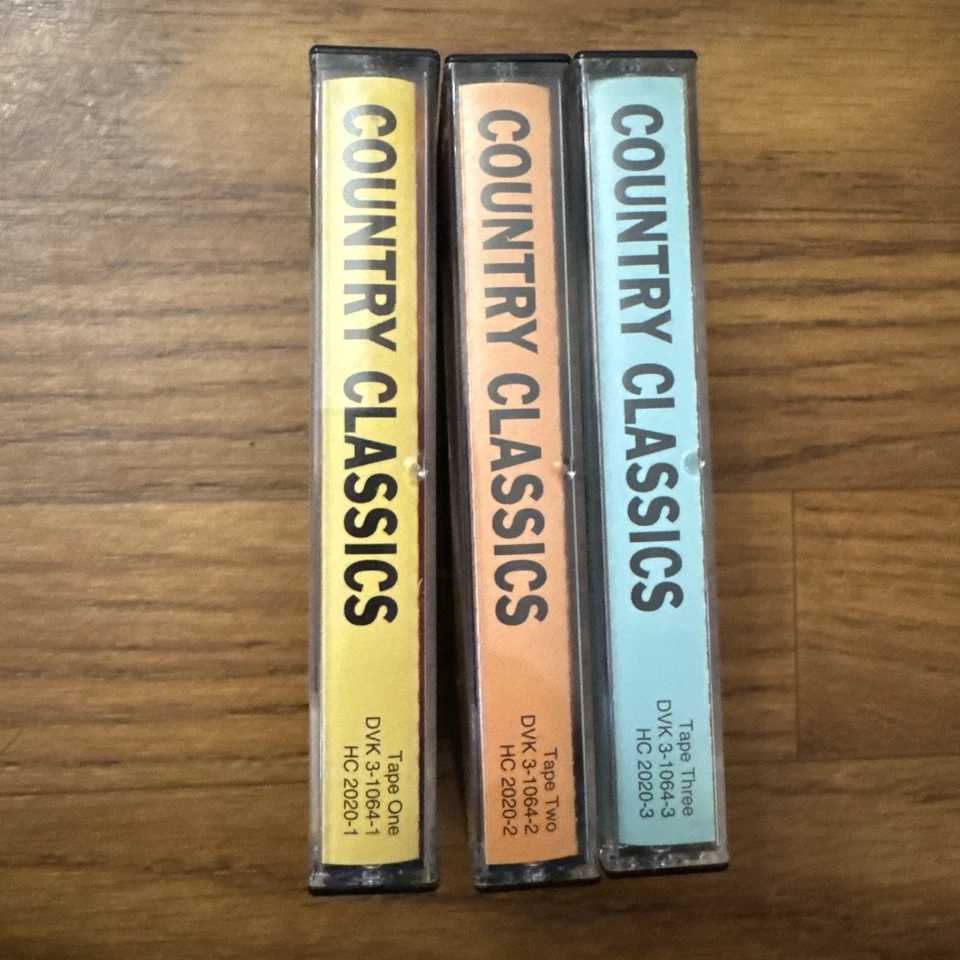 COUNTRY CLASSICS
Tape One
DVK 3-1064-1
HC 2020-1
COUNTRY CLASSICS
Tape Two
DVK 3-1064-2
HC 2020-2
COUNTRY CLASSICS
Tape Three
DVK 3-1064-3
HC 2020-3